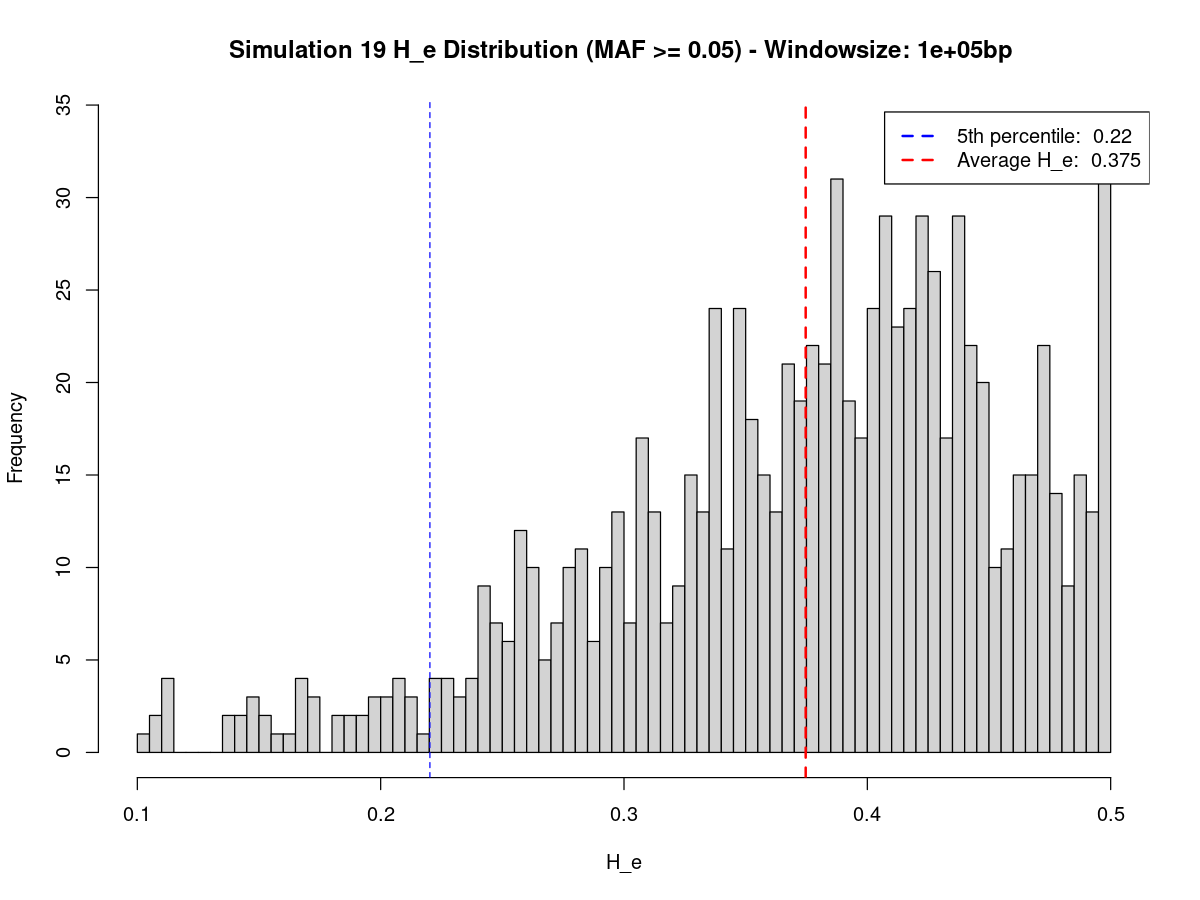 Simulation 19 H_e Distribution (MAF >= 0.05) - Windowsize: 1e+05bp
5th percentile:  0.22
Average H_e:  0.375
Frequency
35
30
25
20
15
10
5
0
0.1 0.2 0.3 0.4 0.5
H_e